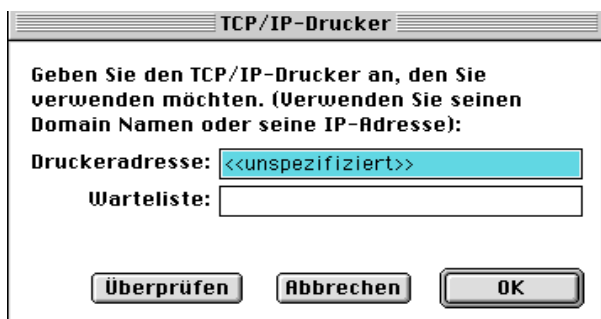 TCP/IP-Drucker
Geben Sie den TCP/IP-Drucker an, den Sie
verwenden möchten. (Verwenden Sie seinen
Domain Namen oder seine IP-Adresse):
Druckeradresse: <<unspezifiziert>>
Warteliste:
Überprüfen Abbrechen OK